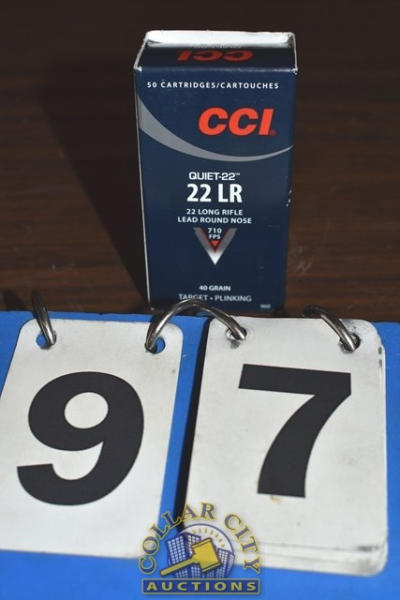 CCI
50 CARTRIDGES/CARTOUCHES
CCI
QUIET-22™
22 LR
22 LONG RIFLE
LEAD ROUND NOSE
710
FPS
40 GRAIN
TARGET • PLINKING
9 7
COLLAR CITY
AUCTIONS